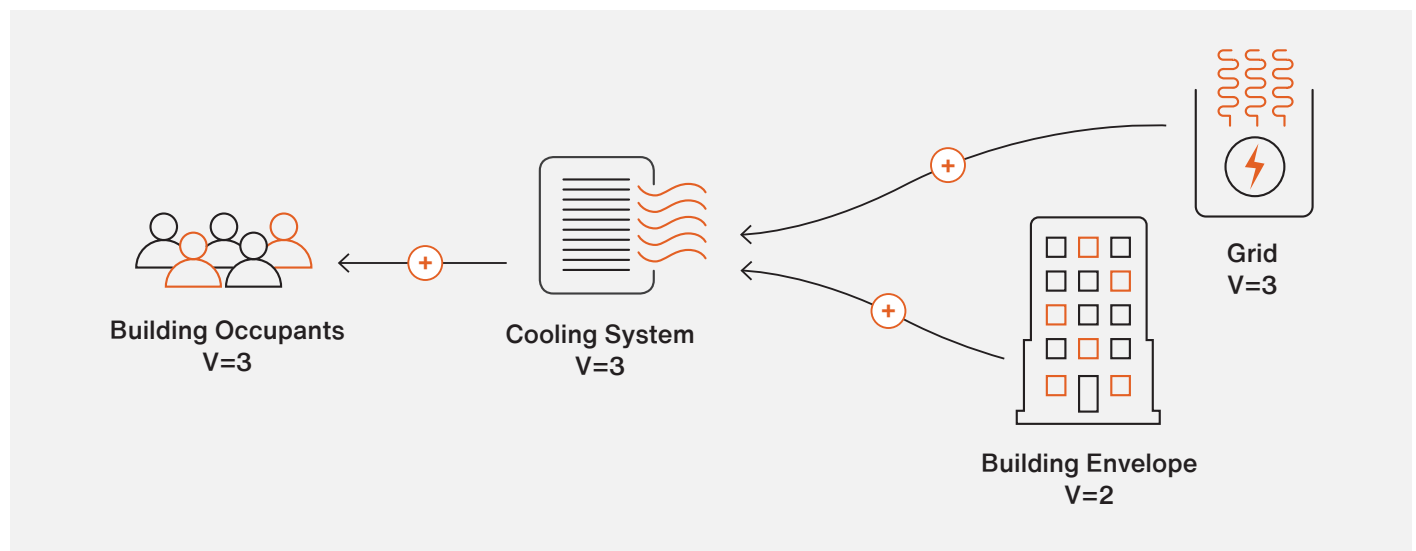 Building Occupants
V=3
+
Cooling System
V=3
+
+
Grid
V=3
Building Envelope
V=2